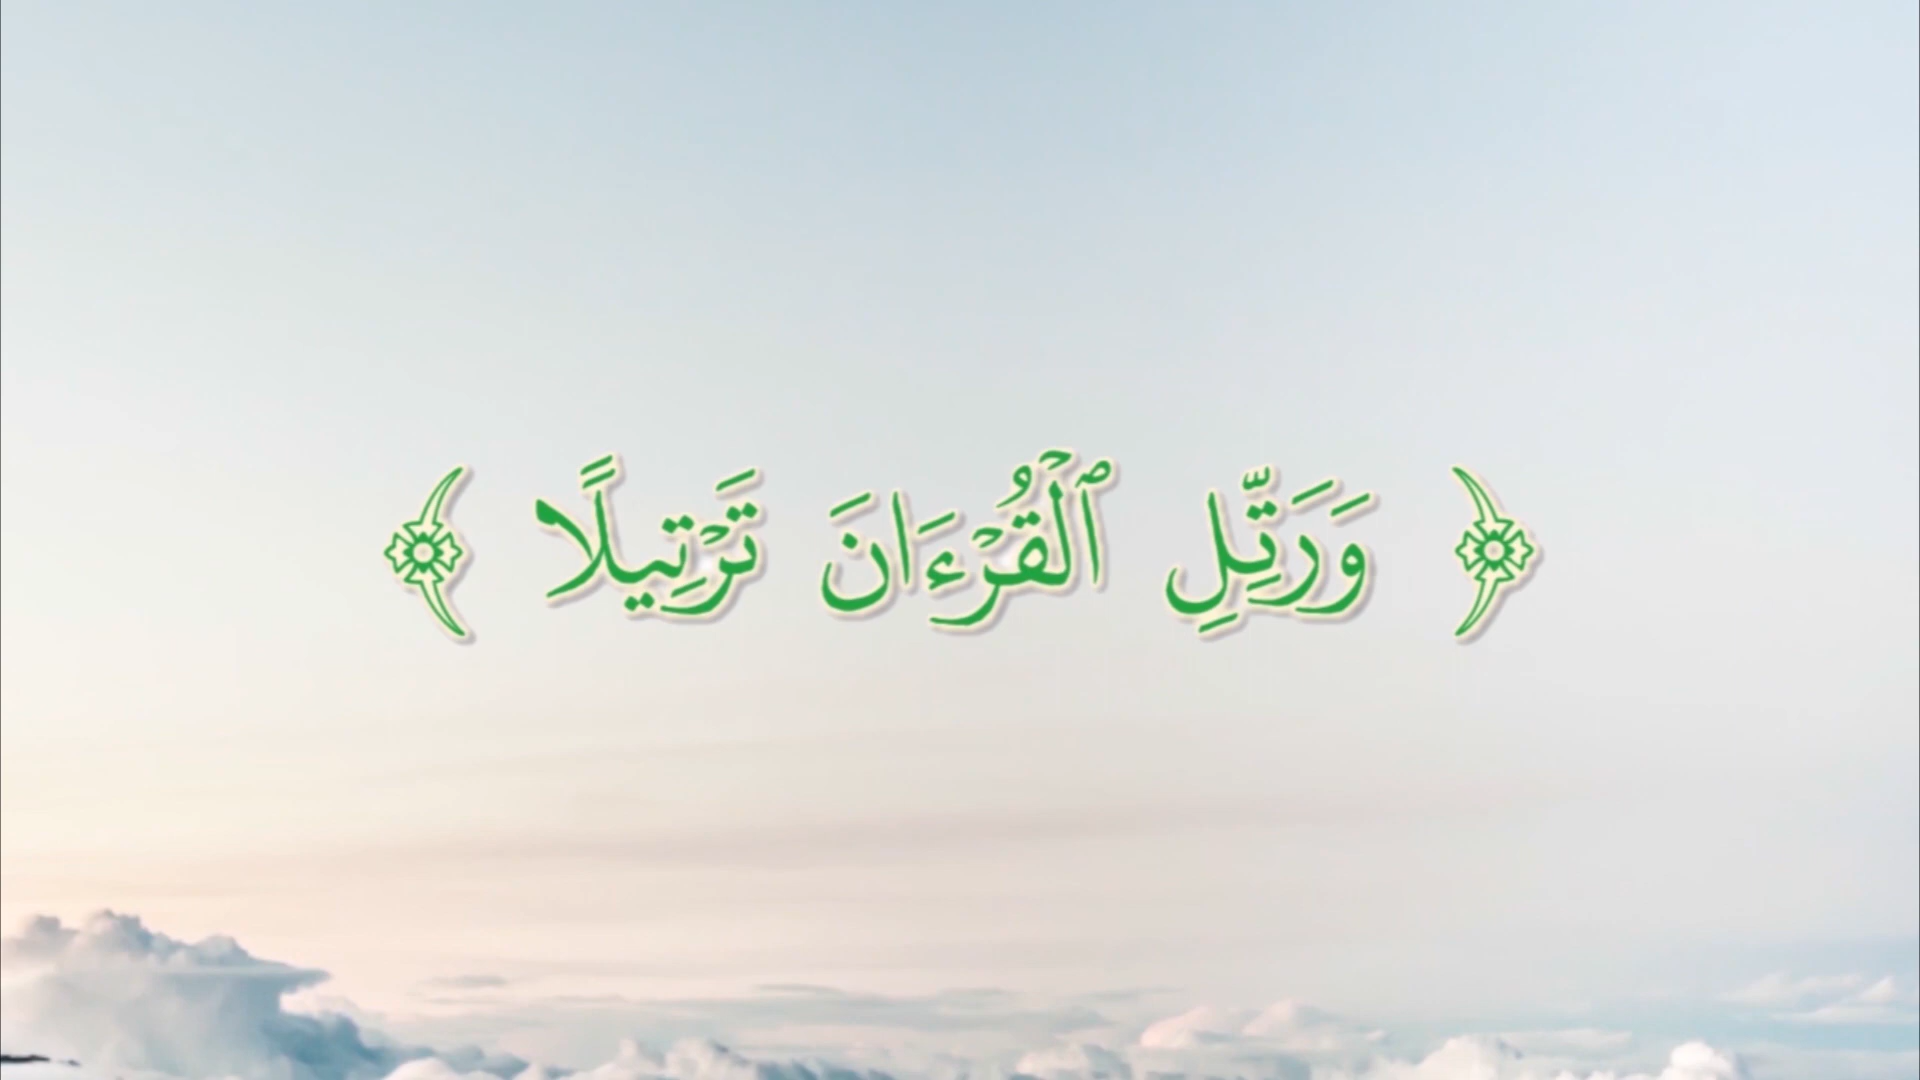 ﴿ وَرَتِّلِ ٱلْقُرْءَانَ تَرْتِيلًا ﴾